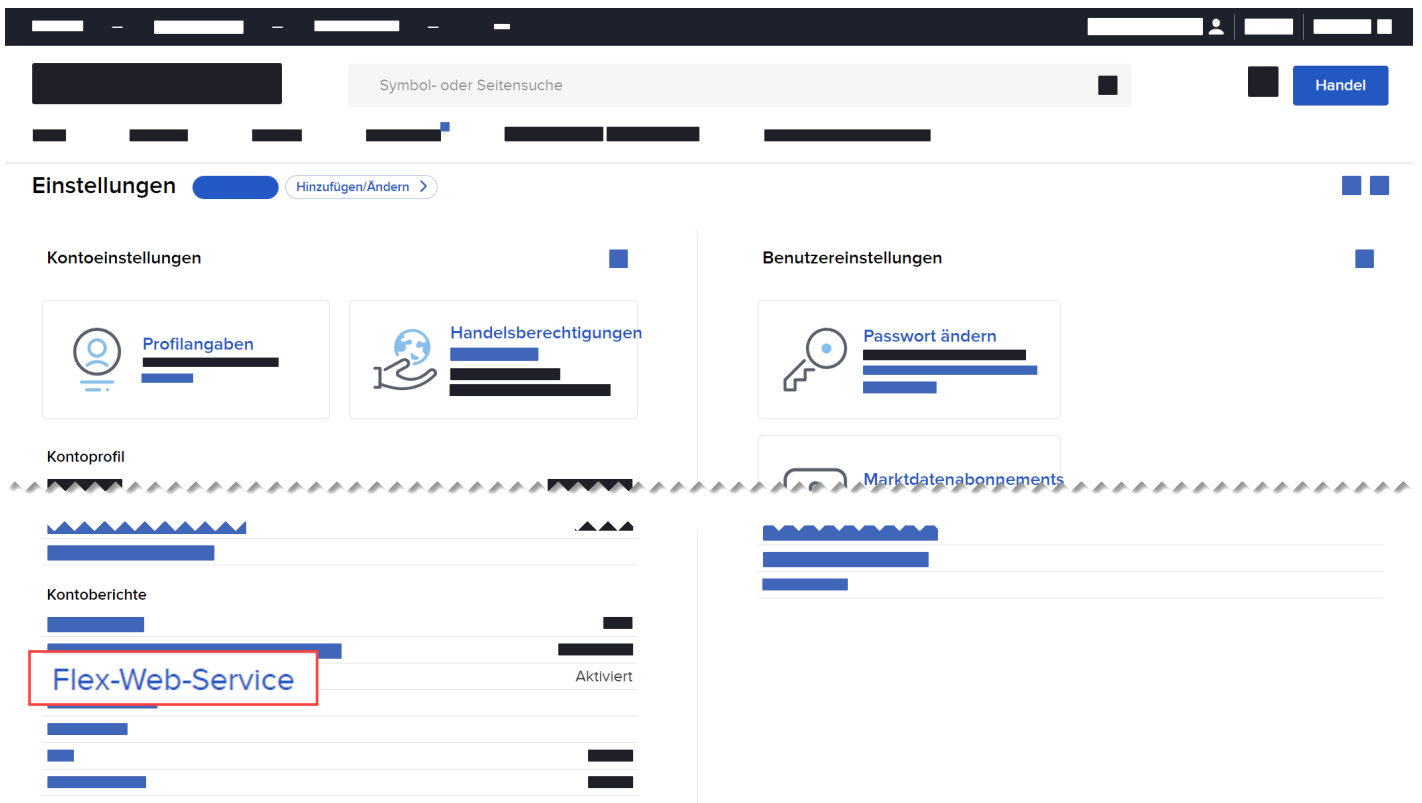 Symbol- oder Seitensuche
Handel
Einstellungen
Hinzufügen/Ändern
Kontoeinstellungen
Benutzereinstellungen
Profilangaben
Handelsberechtigungen
Passwort ändern
Kontoprofil
Marktdatenabonnements
Kontoberichte
Flex-Web-Service
Aktiviert